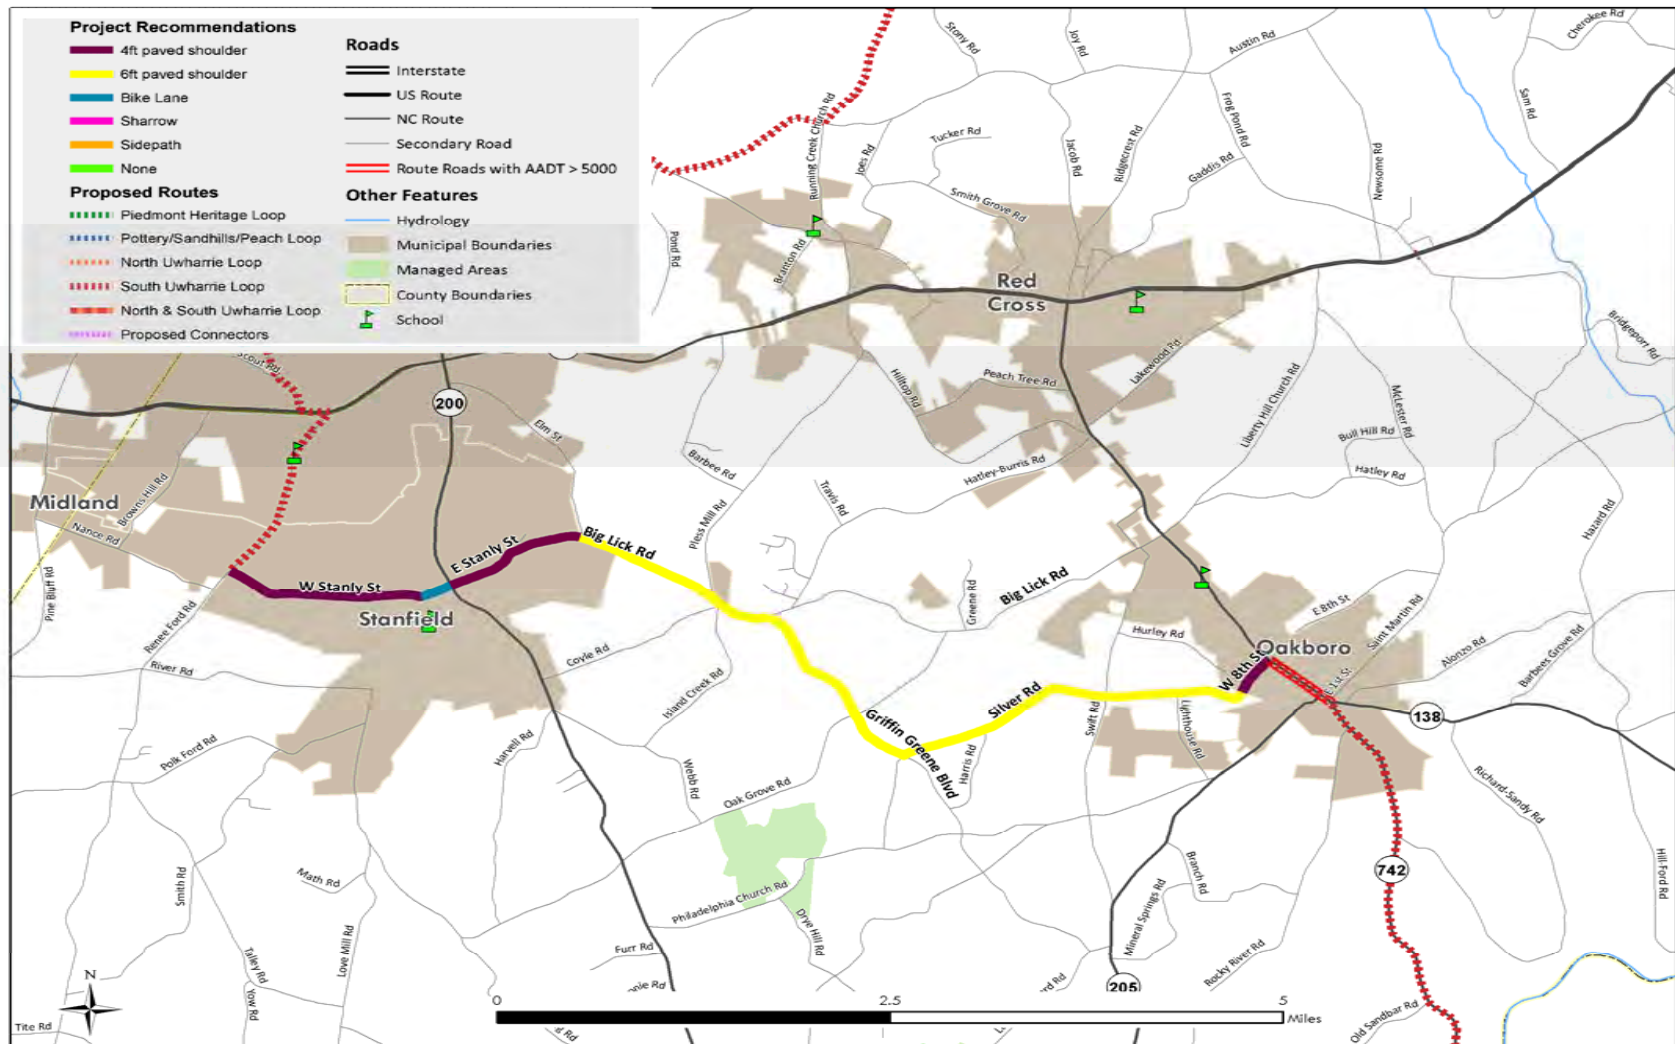 Project Recommendations
4ft paved shoulder
6ft paved shoulder
Bike Lane
Sharrow
Sidepath
None
Proposed Routes
Piedmont Heritage Loop
Pottery/Sandhills/Peach Loop
North Uwharrie Loop
South Uwharrie Loop
North & South Uwharrie Loop
Proposed Connectors
Roads
Interstate
US Route
NC Route
Secondary Road
Route Roads with AADT > 5000
Other Features
Hydrology
Municipal Boundaries
Managed Areas
County Boundaries
School
Stony Rd
Joy Rd
Austin Rd
Cherokee Rd
Sam Rd
Frog Pond Rd
Running Creek Church Rd
Tucker Rd
Joes Rd
Jacob Rd
Ridgecrest Rd
Gaddis Rd
Newsome Rd
Smith Grove Rd
Pond Rd
Branton Rd
Red
Cross
Bridgeport Rd
Scout Rd
200
Hilltop Rd
Peach Tree Rd
Lakewood Rd
Liberty Hill Church Rd
McLester Rd
Elm St
Bull Hill Rd
Barbee Rd
Hatley-Burris Rd
Hatley Rd
Midland
Browns Hill Rd
Nance Rd
Travis Rd
Pless Mill Rd
Hazard Rd
E Stanly St
Big Lick Rd
Pine Bluff Rd
W Stanly St
Big Lick Rd
Greene Rd
Renee Ford Rd
Stanfield
E 8th St
Saint Martin Rd
Hurley Rd
Oakboro
Alonzo Rd
Barbees Grove Rd
Coyle Rd
River Rd
Island Creek Rd
W 8th St
E 1st St
Silver Rd
Swift Rd
Lighthouse Rd
138
Griffin Greene Blvd
Harris Rd
Polk Ford Rd
Harvell Rd
Webb Rd
Oak Grove Rd
Richard-Sandy Rd
Smith Rd
Math Rd
Philadelphia Church Rd
Branch Rd
742
Hill-Ford Rd
Drye Hill Rd
Mineral Springs Rd
Love Mill Rd
Talley Rd
Furr Rd
Rocky River Rd
N
nie Rd
rd Rd
205
Yow Rd
0
2.5
5
Miles
Tite Rd
Old Sandbar Rd